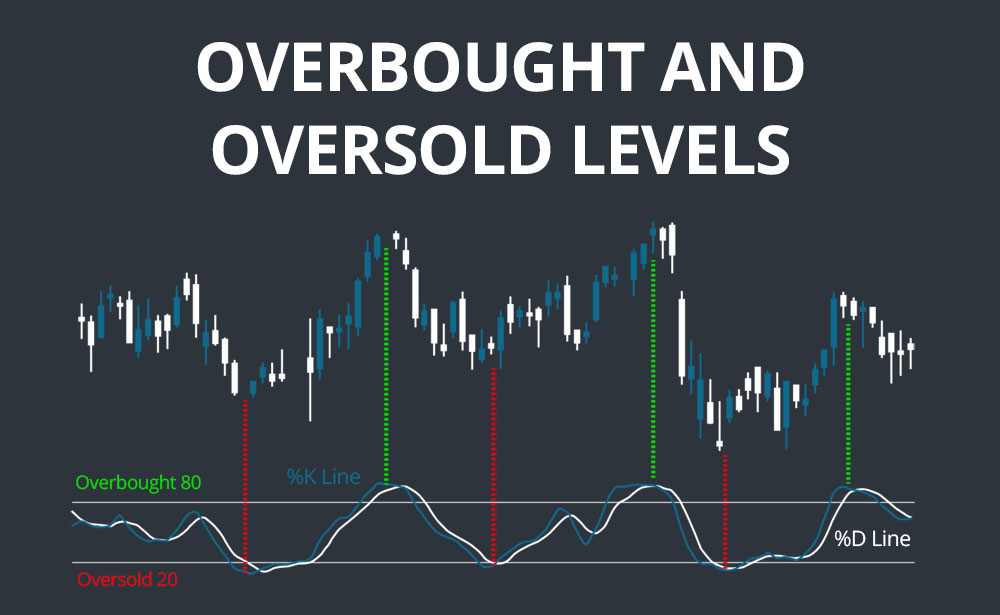 OVERBOUGHT AND
OVERSOLD LEVELS
Overbought 80
%K Line
%D Line
Oversold 20